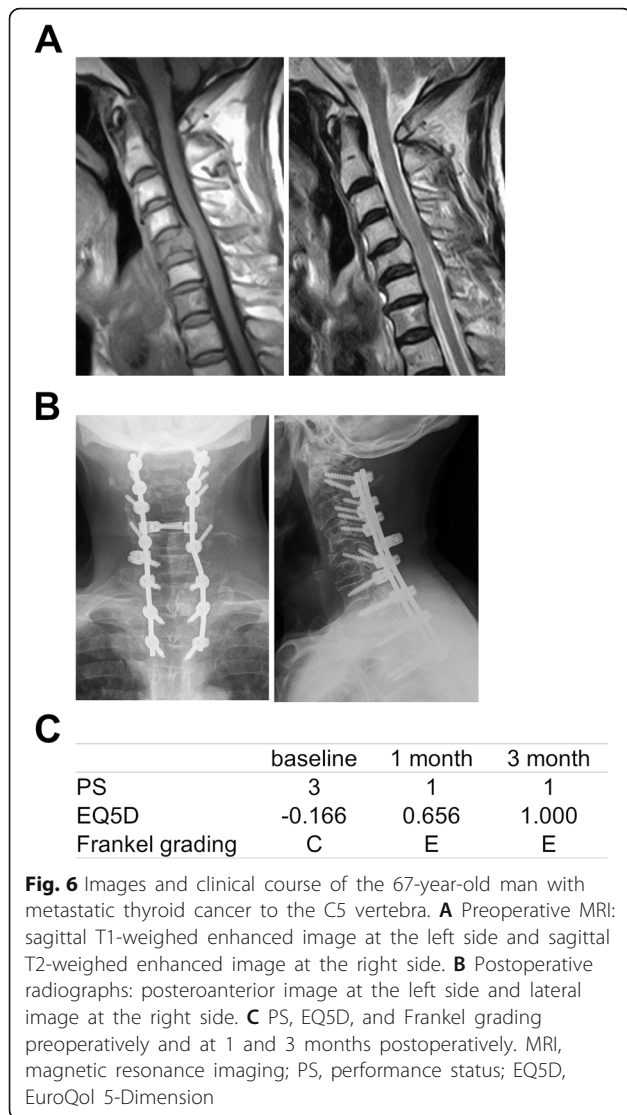 A
B
C
baseline 1 month 3 month
PS 3 1 1
EQ5D -0.166 0.656 1.000
Frankel grading C E E
Fig. 6 Images and clinical course of the 67-year-old man with
metastatic thyroid cancer to the C5 vertebra. A Preoperative MRI:
sagittal T1-weighed enhanced image at the left side and sagittal
T2-weighed enhanced image at the right side. B Postoperative
radiographs: posteroanterior image at the left side and lateral
image at the right side. C PS, EQ5D, and Frankel grading
preoperatively and at 1 and 3 months postoperatively. MRI,
magnetic resonance imaging; PS, performance status; EQ5D,
EuroQol 5-Dimension